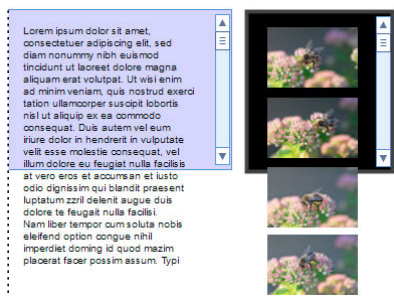 Lorem ipsum dolor sit amet,
consectetuer adipiscing elit, sed
diam nonummy nibh euismod
tincidunt ut laoreet dolore magna
aliquam erat volutpat. Ut wisi enim
ad minim veniam, quis nostrud exerci
tation ullamcorper suscipit lobortis
nisl ut aliquip ex ea commodo
consequat. Duis autem vel eum
iriure dolor in hendrerit in vulputate
velit esse molestie consequat, vel
illum dolore eu feugiat nulla facilisis
at vero eros et accumsan et iusto
odio dignissim qui blandit praesent
luptatum zzril delenit augue duis
dolore te feugait nulla facilisi.
Nam liber tempor cum soluta nobis
eleifend option congue nihil
imperdiet doming id quod mazim
placerat facer possim assum. Typi